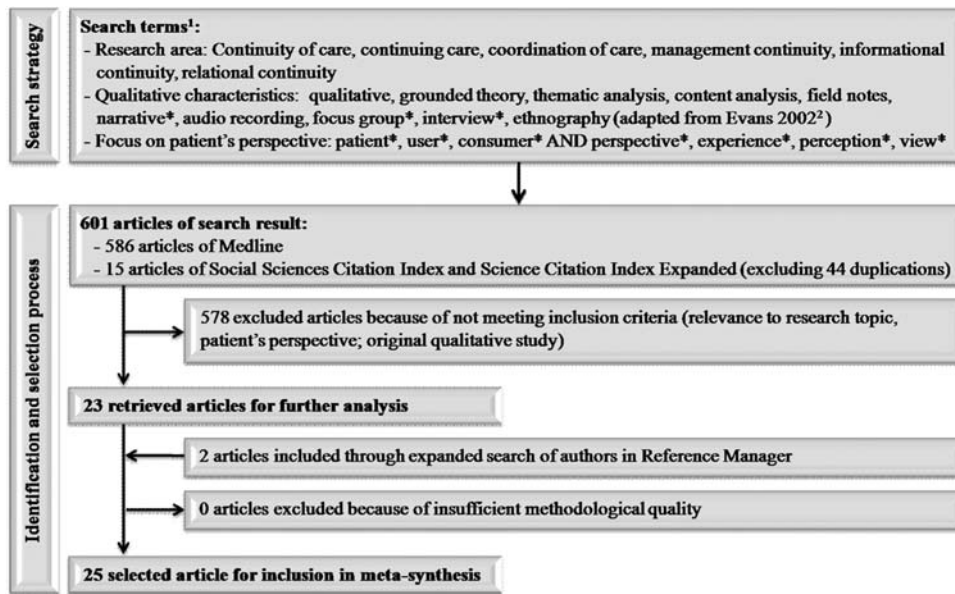 Search strategy
Search terms¹:
- Research area: Continuity of care, continuing care, coordination of care, management continuity, informational
continuity, relational continuity
- Qualitative characteristics: qualitative, grounded theory, thematic analysis, content analysis, field notes,
narrative*, audio recording, focus group*, interview*, ethnography (adapted from Evans 2002²)
- Focus on patient's perspective: patient*, user*, consumer* AND perspective*, experience*, perception*, view*
Identification and selection process
601 articles of search result:
- 586 articles of Medline
- 15 articles of Social Sciences Citation Index and Science Citation Index Expanded (excluding 44 duplications)
578 excluded articles because of not meeting inclusion criteria (relevance to research topic,
patient's perspective; original qualitative study)
23 retrieved articles for further analysis
2 articles included through expanded search of authors in Reference Manager
0 articles excluded because of insufficient methodological quality
25 selected article for inclusion in meta-synthesis